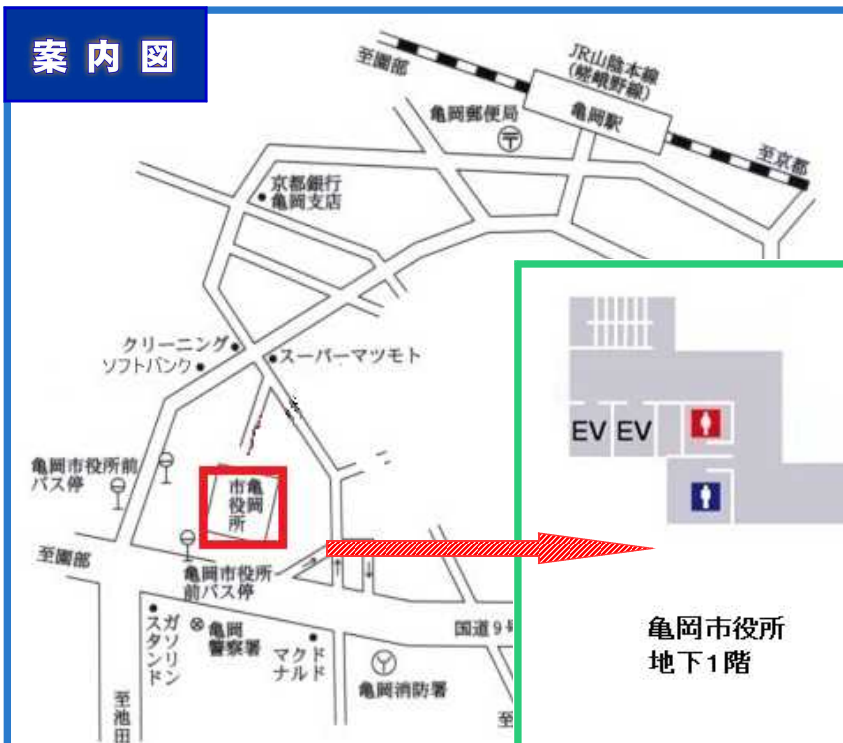 案内図
至園部
JR山陰本線
(嵯峨野線)
亀岡駅
至京都
亀岡郵便局
京都銀行
亀岡支店
クリーニング
ソフトバンク
スーパーマツモト
亀岡市役所前
バス停
亀岡
市役所
亀岡市役所
前バス停
至園部
ガソリン
スタンド
亀岡
警察署
マクド
ナルド
国道9号
亀岡消防署
至池田
至
EV
EV
亀岡市役所
地下1階